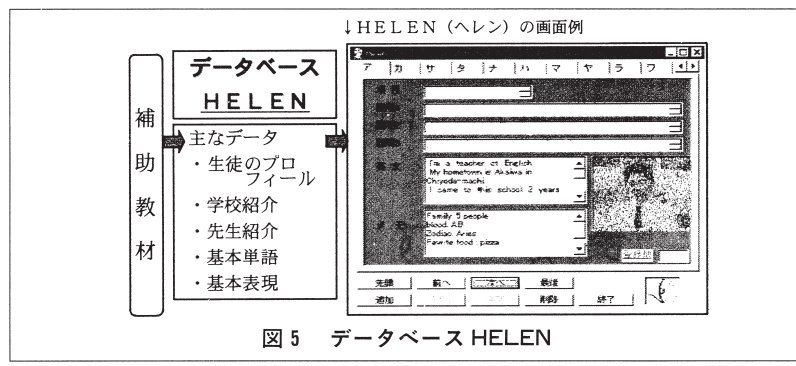 ↓HELEN（ヘレン）の画面例
補助教材
データベース
HELEN
主なデータ
・生徒のプロフィール
・学校紹介
・先生紹介
・基本単語
・基本表現
ア カ サ タ ナ ハ マ ヤ ラ ワ
I'm a teacher of English
My hometown is Akaiwa in
I came to this school 2 years
Family 5 people
blood AB
Zodiac Aries
Favrite food : pizza
先頭 前へ 次へ 最後
追加 削除 終了
図5 データベース HELEN